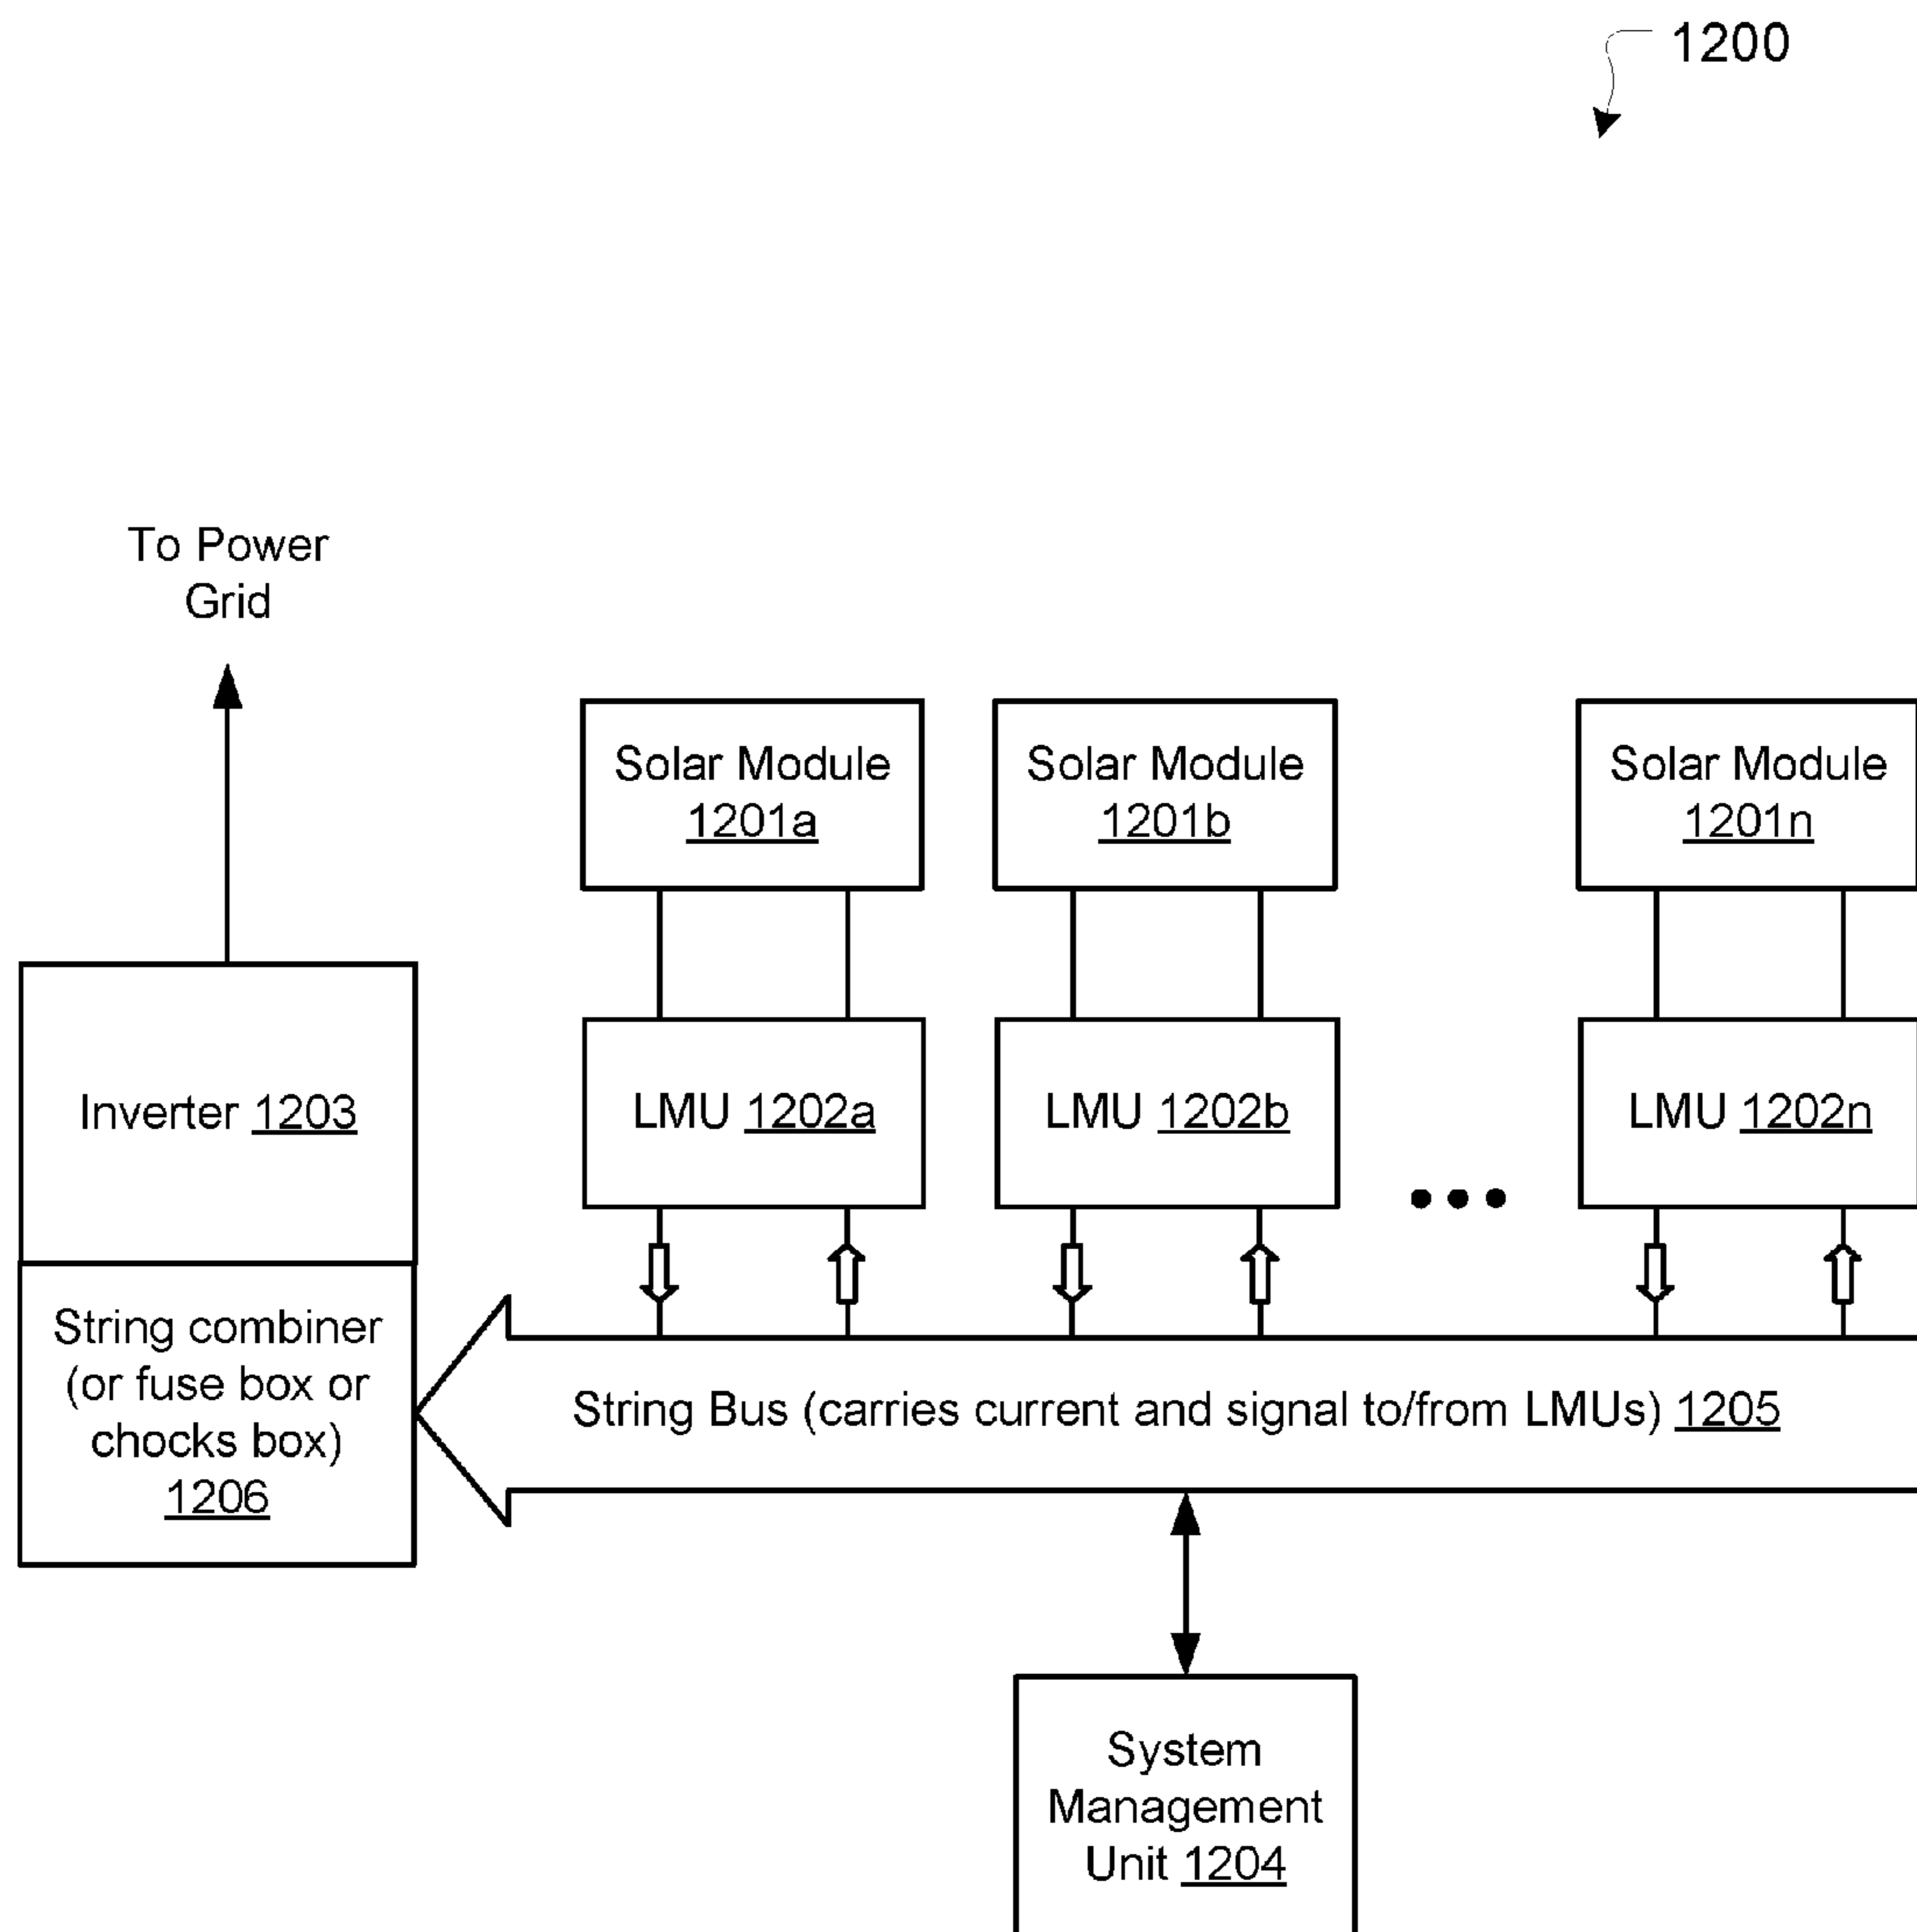 1200
To Power
Grid
Solar Module
1201a
Solar Module
1201b
Solar Module
1201n
Inverter 1203
LMU 1202a
LMU 1202b
LMU 1202n
String combiner
(or fuse box or
chocks box)
1206
String Bus (carries current and signal to/from LMUs) 1205
System
Management
Unit 1204